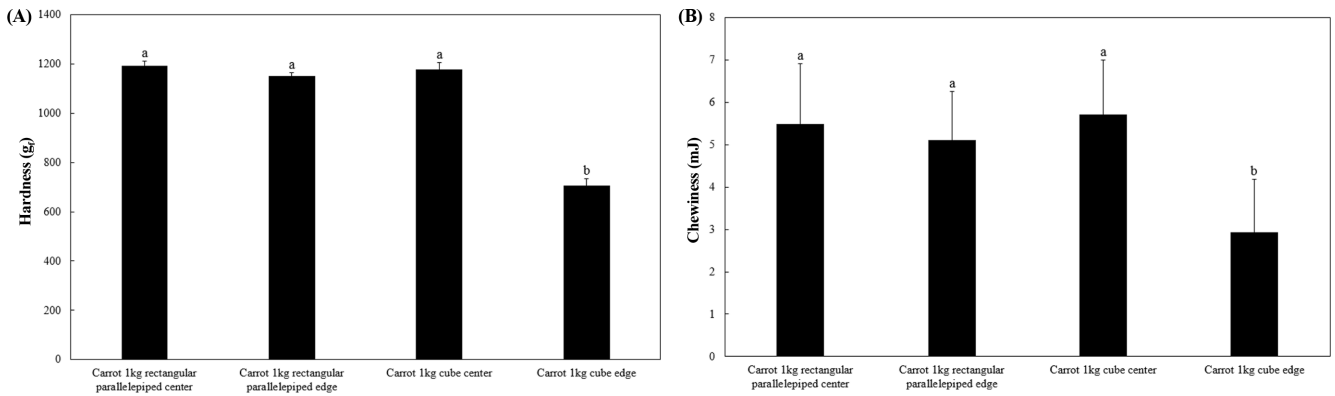 (A)
Hardness (gf)
1400
1200
1000
800
600
400
200
0
a
a
a
b
Carrot 1kg rectangular
parallelepiped center
Carrot 1kg rectangular
parallelepiped edge
Carrot 1kg cube center
Carrot 1kg cube edge
(B)
Chewiness (mJ)
8
7
6
5
4
3
2
1
0
a
a
a
b
Carrot 1kg rectangular
parallelepiped center
Carrot 1kg rectangular
parallelepiped edge
Carrot 1kg cube center
Carrot 1kg cube edge